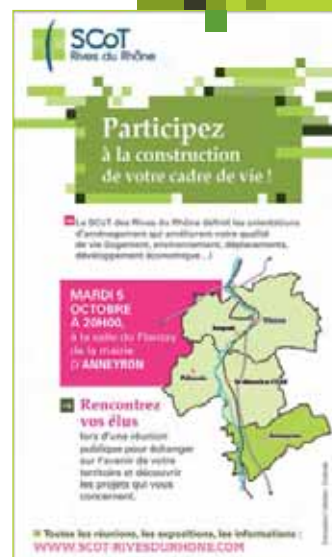 SCoT
Rives du Rhône
Participez
à la construction
de votre cadre de vie !
Le SCoT des Rives du Rhône définit les orientations
d'aménagement qui améliorent notre qualité
de vie (logement, environnement, déplacements,
développement économique...)
MARDI 5
OCTOBRE
A 20H00,
à la salle du
de la mairie
D'ANNEYRON
Rencontrez
vos élus
lors d'une réunion
publique pour échanger
sur l'avenir de votre
territoire et découvrir
les projets qui vous
concernent.
Toutes les réunions, les expositions, les informations :
WWW.SCOT-RIVESDURHONE.COM